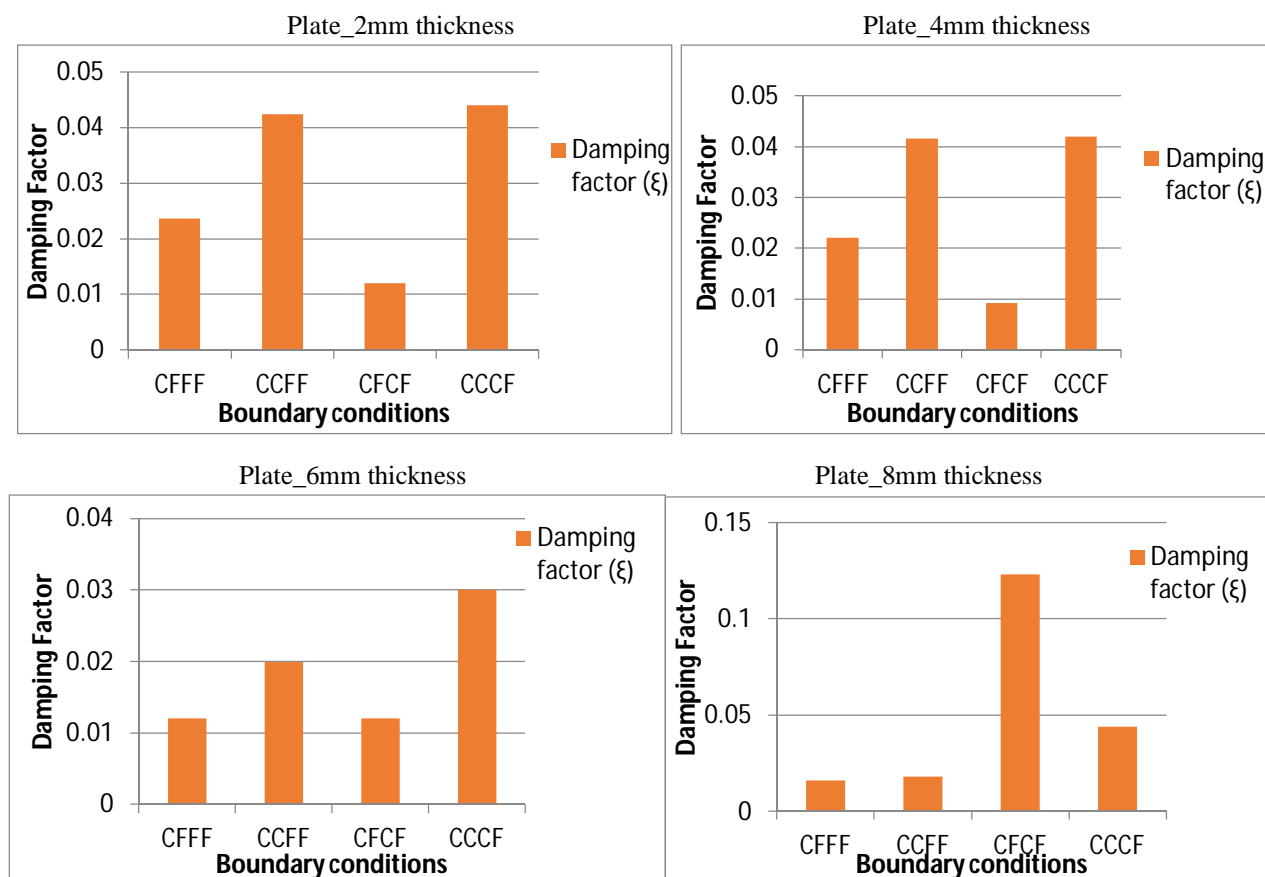 Plate_2mm thickness
0.05
0.04
0.03
0.02
0.01
0
Damping Factor
CFFF CCFF CFCF CCCF
Boundary conditions
Damping
factor (ξ)
Plate_4mm thickness
0.05
0.04
0.03
0.02
0.01
0
Damping Factor
CFFF CCFF CFCF CCCF
Boundary conditions
Damping
factor (ξ)
Plate_6mm thickness
0.04
0.03
0.02
0.01
0
Damping Factor
CFFF CCFF CFCF CCCF
Boundary conditions
Damping
factor (ξ)
Plate_8mm thickness
0.15
0.1
0.05
0
Damping Factor
CFFF CCFF CFCF CCCF
Boundary conditions
Damping
factor (ξ)